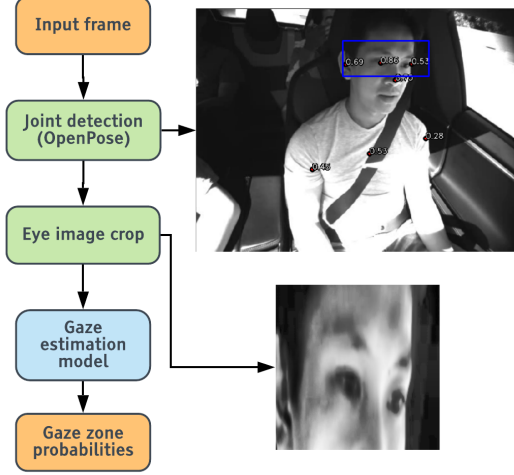 Input frame
Joint detection
(OpenPose)
Eye image crop
Gaze
estimation
model
Gaze zone
probabilities
0.69
0.86
0.53
0.28
0.53
0.45